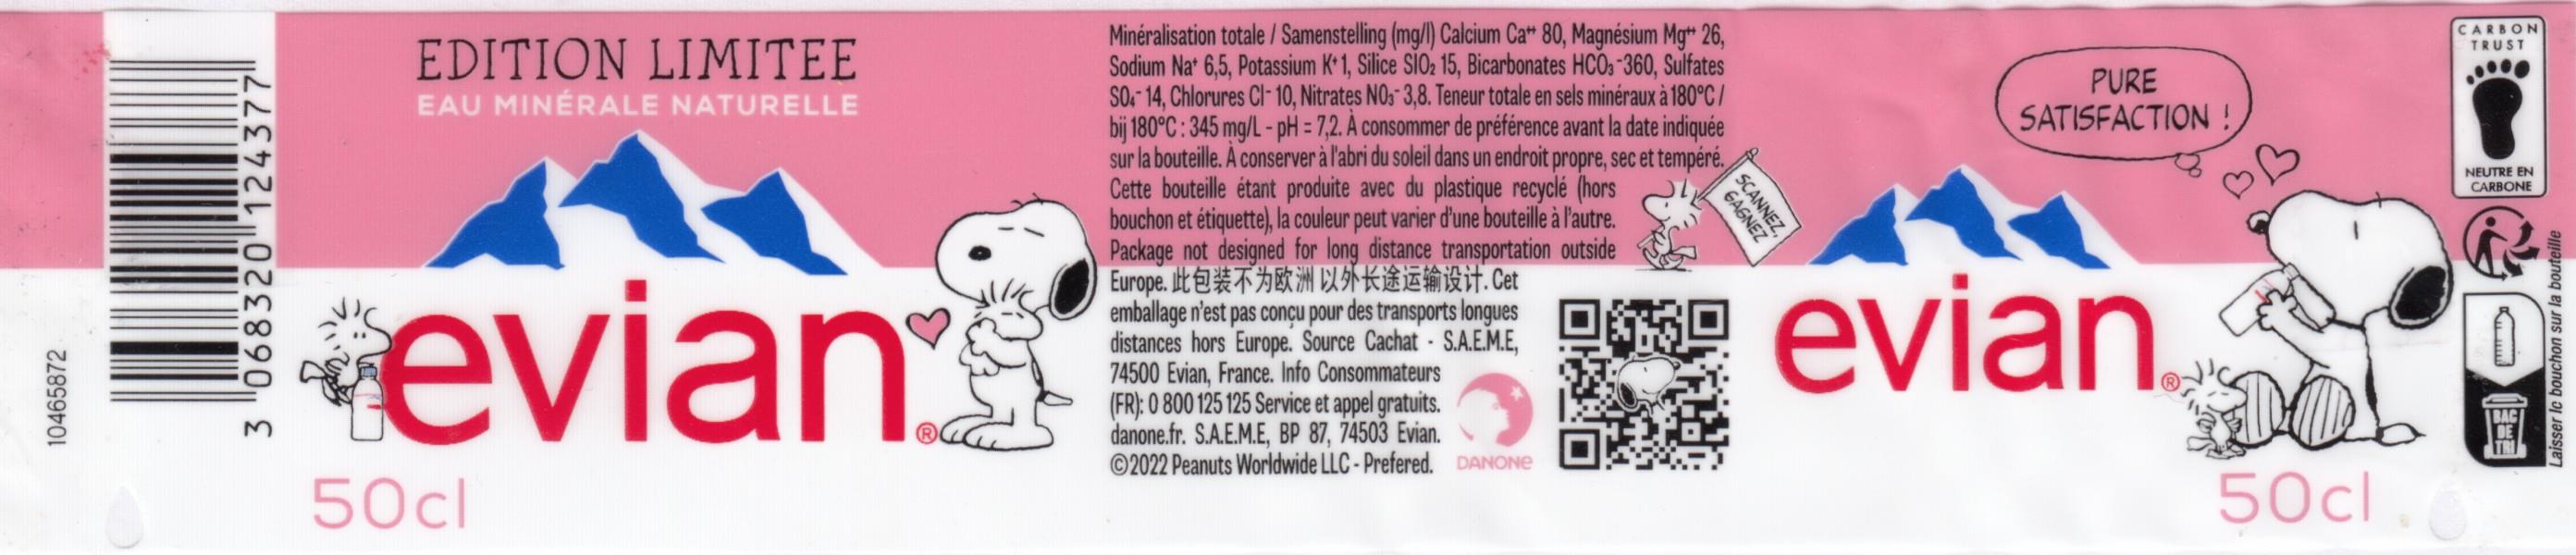 10465872
3 068320 124377
EDITION LIMITEE
EAU MINÉRALE NATURELLE
evian®
50cl
Minéralisation totale / Samenstelling (mg/l) Calcium Ca⁺⁺ 80, Magnésium Mg⁺⁺ 26,
Sodium Na⁺ 6,5, Potassium K⁺ 1, Silice SIO₂ 15, Bicarbonates HCO₃⁻360, Sulfates
SO₄⁻ 14, Chlorures Cl⁻ 10, Nitrates NO₃⁻ 3,8. Teneur totale en sels minéraux à 180°C /
bij 180°C : 345 mg/L - pH = 7,2. À consommer de préférence avant la date indiquée
sur la bouteille. À conserver à l'abri du soleil dans un endroit propre, sec et tempéré.
Cette bouteille étant produite avec du plastique recyclé (hors
bouchon et étiquette), la couleur peut varier d'une bouteille à l'autre.
Package not designed for long distance transportation outside
Europe. 此包装不为欧洲以外长途运输设计. Cet
emballage n'est pas conçu pour des transports longues
distances hors Europe. Source Cachat - S.A.E.M.E,
74500 Evian, France. Info Consommateurs
(FR): 0 800 125 125 Service et appel gratuits.
danone.fr. S.A.E.M.E, BP 87, 74503 Evian.
©2022 Peanuts Worldwide LLC - Prefered.
DANONE
SCANNEZ,
GAGNEZ
PURE
SATISFACTION !
evian®
50cl
CARBON
TRUST
NEUTRE EN
CARBONE
BAC
DE
TRI
Laisser le bouchon sur la bouteille